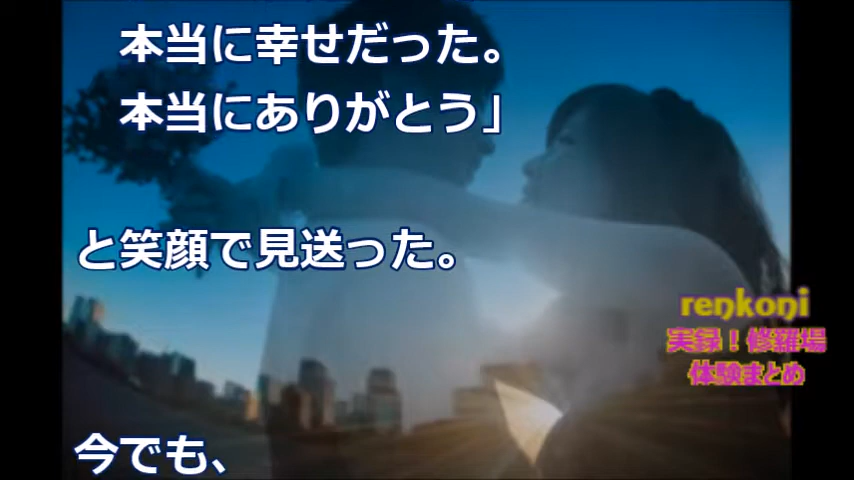 本当に幸せだった。
本当にありがとう」
と笑顔で見送った。
今でも、
renkoni
実録！修羅場
体験まとめ